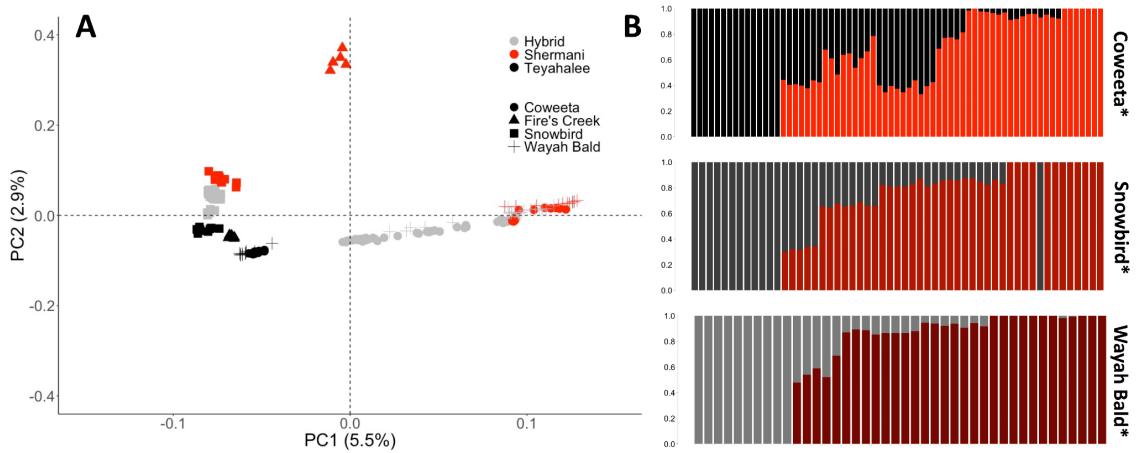 A
0.4
0.2
0.0
-0.2
-0.4
PC2 (2.9%)
-0.1
0.0
0.1
PC1 (5.5%)
Hybrid
Shermani
Teyahalee
Coweeta
Fire's Creek
Snowbird
Wayah Bald
B
1.0
0.8
0.6
0.4
0.2
0.0
Coweeta*
1.0
0.8
0.6
0.4
0.2
0.0
Snowbird*
1.0
0.8
0.6
0.4
0.2
0.0
Wayah Bald*